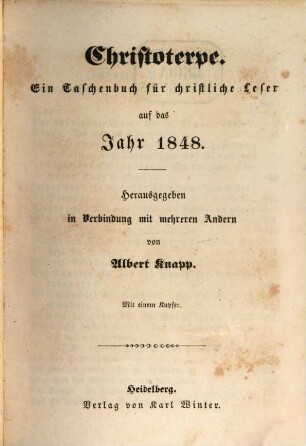 Christoterpe.
Ein Taschenbuch für christliche Leser
auf das
Jahr 1848.
Herausgegeben
in Verbindung mit mehreren Andern
von
Albert Knapp.
Mit einem Kupfer.
Heidelberg.
Verlag von Karl Winter.